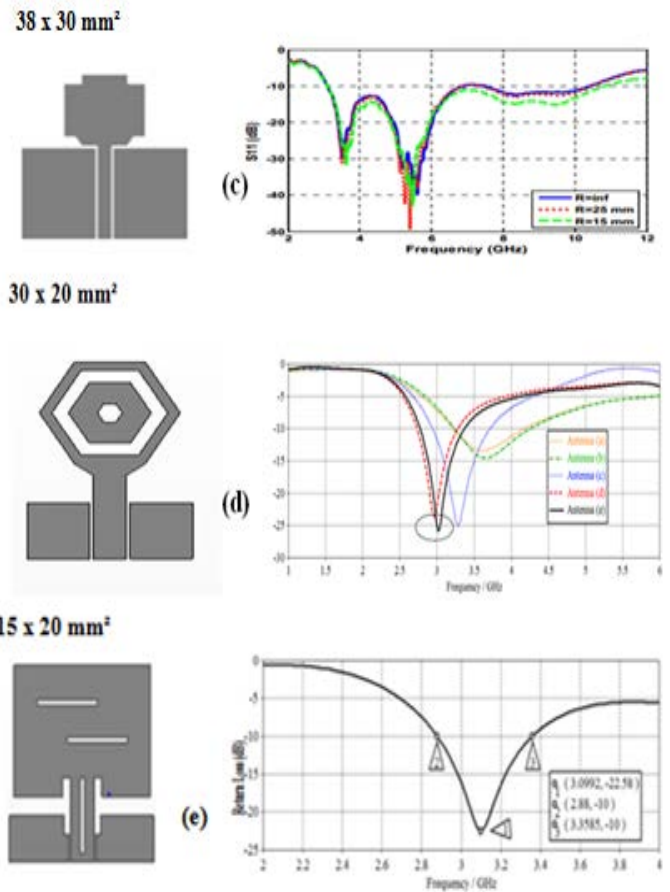 38 x 30 mm²
(c)
S11 (dB)
0
-10
-20
-30
-40
-50
2
4
6
8
10
12
Frequency (GHz)
R=inf
R=25 mm
R=15 mm
30 x 20 mm²
(d)
0
-5
-10
-15
-20
-25
-30
1
1.5
2
2.5
3
3.5
4
4.5
5
5.5
6
Frequency / GHz
Antenna (a)
Antenna (b)
Antenna (c)
Antenna (d)
Antenna (e)
15 x 20 mm²
(e)
Return Loss (dB)
0
-5
-10
-15
-20
-25
2
2.2
2.4
2.6
2.8
3
3.2
3.4
3.6
3.8
4
Frequency / GHz
( 3.0992, -22.58 )
( 2.88, -10 )
( 3.3585, -10 )